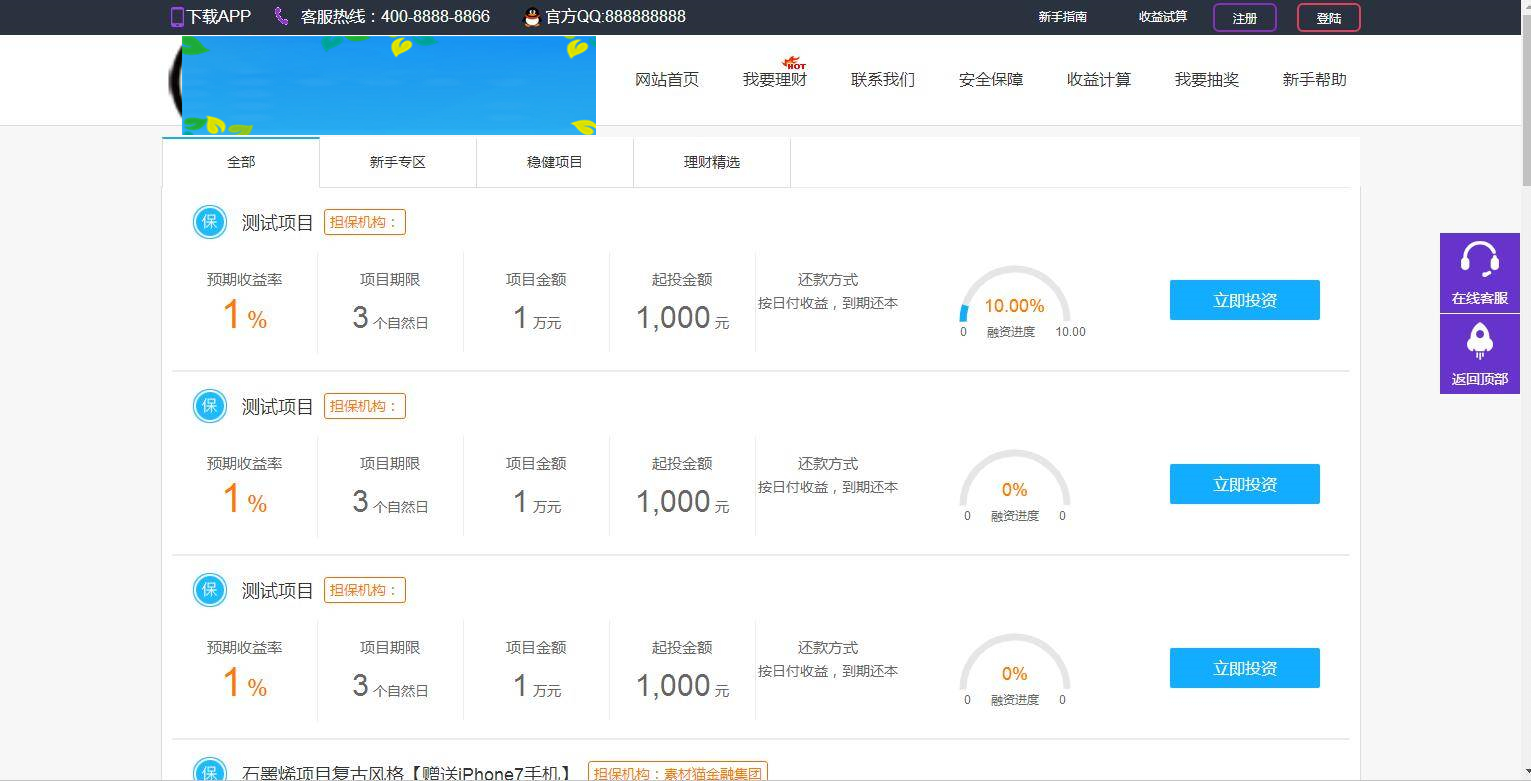 下载APP 客服热线：400-8888-8866 官方QQ:888888888 新手指南 收益试算 注册 登陆
HOT
网站首页 我要理财 联系我们 安全保障 收益计算 我要抽奖 新手帮助
全部 新手专区 稳健项目 理财精选
保 测试项目 担保机构：
预期收益率 项目期限 项目金额 起投金额 还款方式
1 % 3 个自然日 1 万元 1,000 元 按日付收益，到期还本 10.00% 立即投资
0 融资进度 10.00
在线客服
返回顶部
保 测试项目 担保机构：
预期收益率 项目期限 项目金额 起投金额 还款方式
1 % 3 个自然日 1 万元 1,000 元 按日付收益，到期还本 0% 立即投资
0 融资进度 0
保 测试项目 担保机构：
预期收益率 项目期限 项目金额 起投金额 还款方式
1 % 3 个自然日 1 万元 1,000 元 按日付收益，到期还本 0% 立即投资
0 融资进度 0
保 石墨烯项目复古风格【赠送iPhone7手机】 担保机构：素材猫金融集团